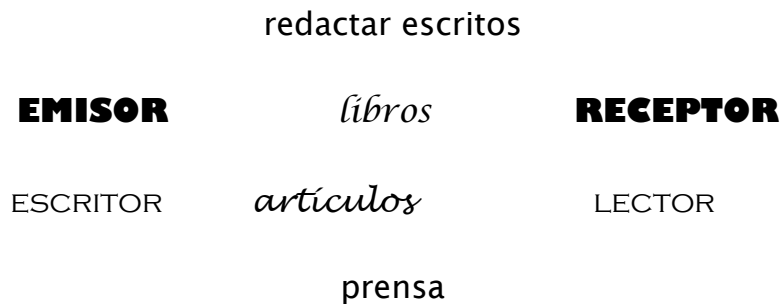 redactar escritos
EMISOR libros RECEPTOR
ESCRITOR artículos LECTOR
prensa